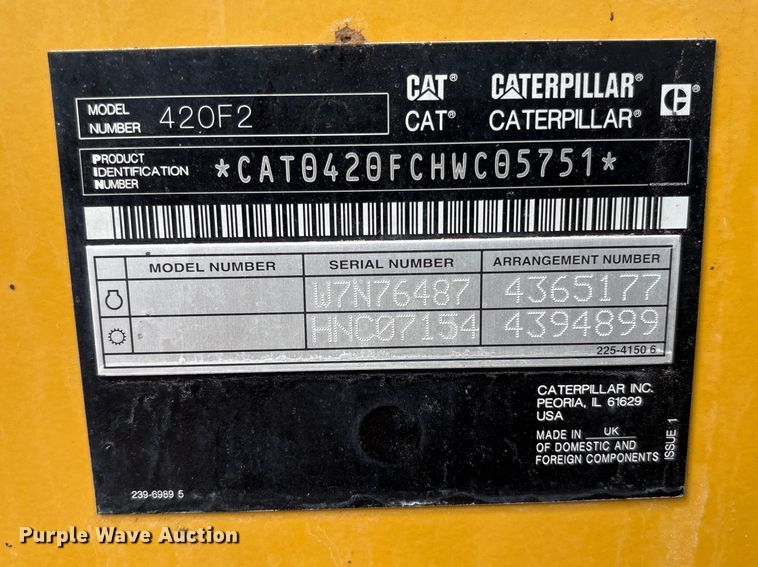 CAT® CATERPILLAR®
MODEL NUMBER 420F2
CAT® CATERPILLAR®
PRODUCT IDENTIFICATION NUMBER *CAT0420FCHWC05751*
MODEL NUMBER SERIAL NUMBER ARRANGEMENT NUMBER
W7N76487 4365177
HNC07154 4394899
225-4150 6
CATERPILLAR INC.
PEORIA, IL 61629
USA
MADE IN UK
OF DOMESTIC AND
FOREIGN COMPONENTS
ISSUE 1
239-6989 5
Purple Wave Auction